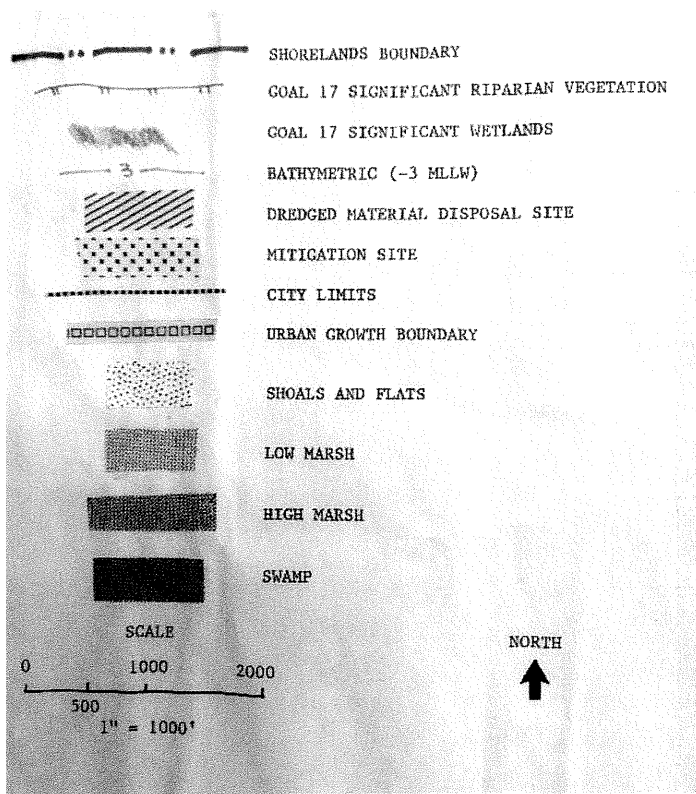 SHORELANDS BOUNDARY
GOAL 17 SIGNIFICANT RIPARIAN VEGETATION
GOAL 17 SIGNIFICANT WETLANDS
3
BATHYMETRIC (-3 MLLW)
DREDGED MATERIAL DISPOSAL SITE
MITIGATION SITE
CITY LIMITS
URBAN GROWTH BOUNDARY
SHOALS AND FLATS
LOW MARSH
HIGH MARSH
SWAMP
SCALE
0 1000 2000
500
1" = 1000'
NORTH